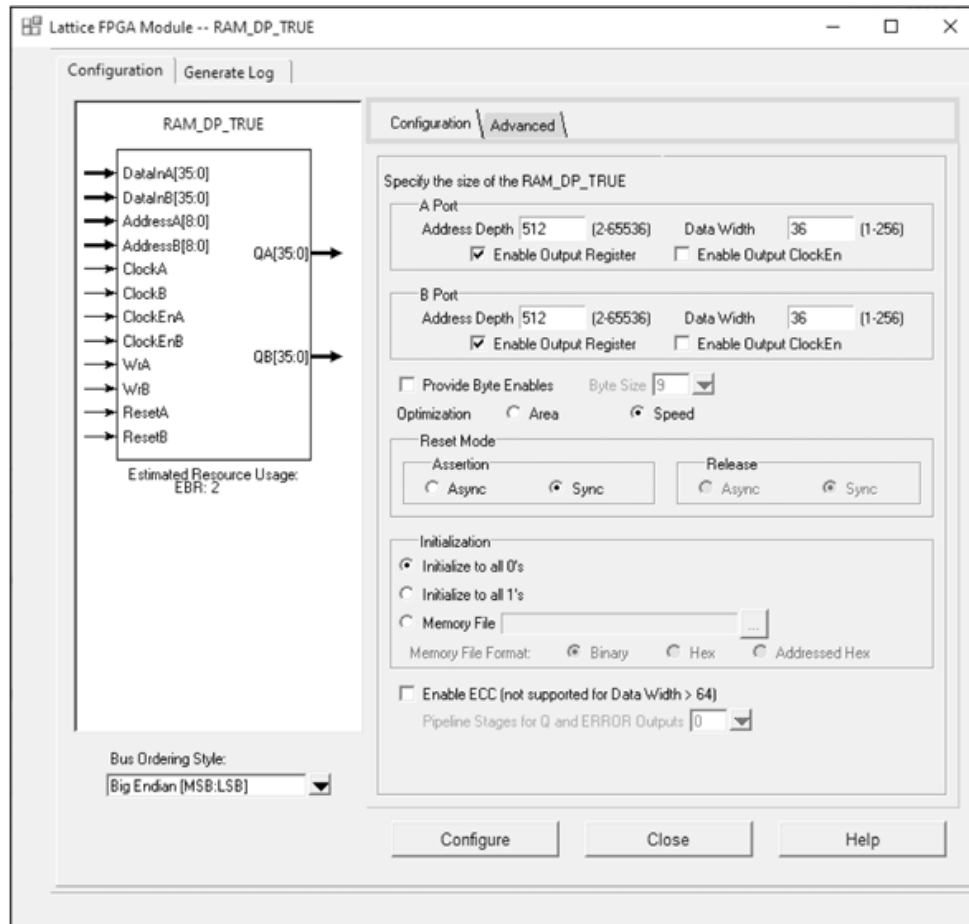 Lattice FPGA Module -- RAM_DP_TRUE
Configuration Generate Log
RAM_DP_TRUE
DataInA[35:0]
DataInB[35:0]
AddressA[8:0]
AddressB[8:0]
QA[35:0]
ClockA
ClockB
ClockEnA
ClockEnB
QB[35:0]
WrA
WrB
ResetA
ResetB
Estimated Resource Usage:
EBR: 2
Bus Ordering Style:
Big Endian [MSB:LSB]
Configuration Advanced
Specify the size of the RAM_DP_TRUE
A Port
Address Depth 512 (2-65536) Data Width 36 (1-256)
Enable Output Register Enable Output ClockEn
B Port
Address Depth 512 (2-65536) Data Width 36 (1-256)
Enable Output Register Enable Output ClockEn
Provide Byte Enables Byte Size 9
Optimization Area Speed
Reset Mode
Assertion Release
Async Sync Async Sync
Initialization
Initialize to all 0's
Initialize to all 1's
Memory File ...
Memory File Format: Binary Hex Addressed Hex
Enable ECC (not supported for Data Width > 64)
Pipeline Stages for Q and ERROR Outputs 0
Configure Close Help